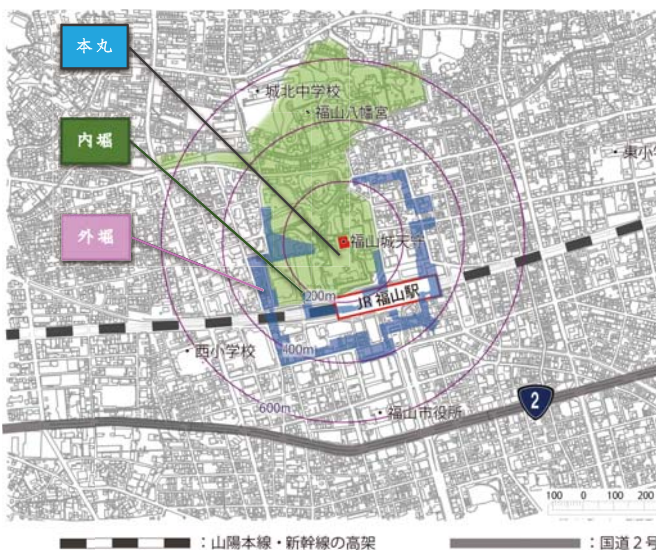 本丸
・城北中学校
・福山八幡宮
内堀
・東小学
外堀
福山城天守
200m
JR 福山駅
・西小学校
400m
2
600m
・福山市役所
100 0 100 200
：山陽本線・新幹線の高架
：国道２号